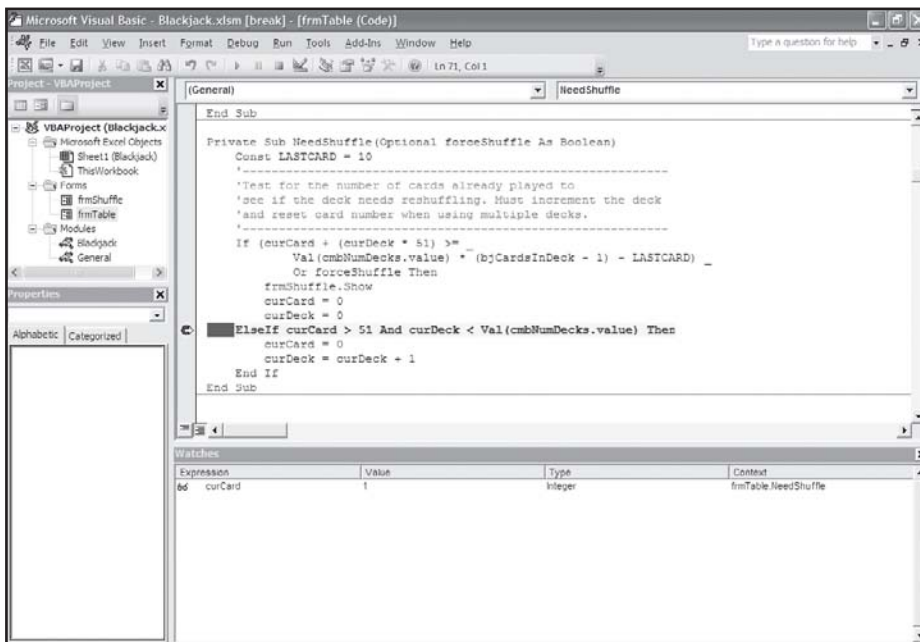 Microsoft Visual Basic - Blackjack.xlsm [break] - [frmTable (Code)]
File Edit View Insert Format Debug Run Tools Add-Ins Window Help
Type a question for help
Ln 71, Col 1
Project - VBAProject
(General)
NeedShuffle
VBAProject (Blackjack.x
Microsoft Excel Objects
Sheet1 (Blackjack)
ThisWorkbook
Forms
frmShuffle
frmTable
Modules
Blackjack
General
Properties
Alphabetic Categorized
End Sub
Private Sub NeedShuffle(Optional forceShuffle As Boolean)
Const LASTCARD = 10
'------------------------------------------------------------
'Test for the number of cards already played to
'see if the deck needs reshuffling. Must increment the deck
'and reset card number when using multiple decks.
'------------------------------------------------------------
If (curCard + (curDeck * 51) >= _
Val(cmbNumDecks.value) * (bjCardsInDeck - 1) - LASTCARD) _
Or forceShuffle Then
frmShuffle.Show
curCard = 0
curDeck = 0
ElseIf curCard > 51 And curDeck < Val(cmbNumDecks.value) Then
curCard = 0
curDeck = curDeck + 1
End If
End Sub
Watches
Expression Value Type Context
curCard 1 Integer frmTable.NeedShuffle